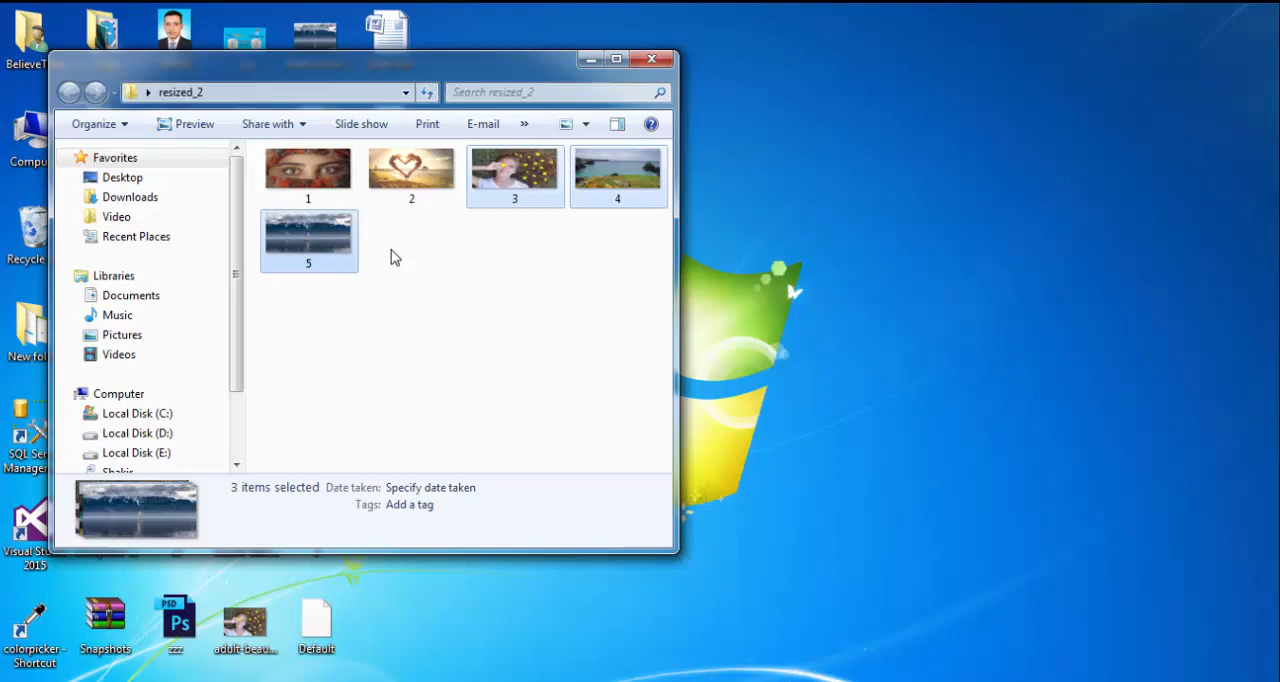 BelieveT
resized_2
Search resized_2
Organize
Preview
Share with
Slide show
Print
E-mail
»
Favorites
Desktop
Downloads
Video
Recent Places
Libraries
Documents
Music
Pictures
Videos
Computer
Local Disk (C:)
Local Disk (D:)
Local Disk (E:)
Shakir
1
2
3
4
5
3 items selected
Date taken: Specify date taken
Tags: Add a tag
Compu
Recycle
New fol
SQL Ser
Manager
Visual Stu
2015
colorpicker -
Shortcut
Snapshots
PSD
Ps
zzz
adult-beau...
Default